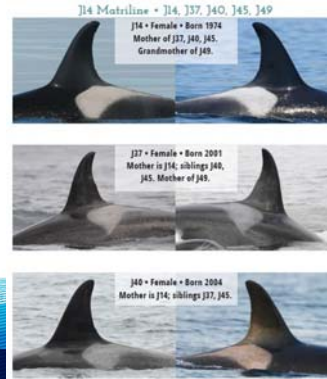 J14 Matriline • J14, J37, J40, J45, J49
J14 • Female • Born 1974
Mother of J37, J40, J45.
Grandmother of J49.
J37 • Female • Born 2001
Mother is J14; siblings J40,
J45. Mother of J49.
J40 • Female • Born 2004
Mother is J14; siblings J37, J45.